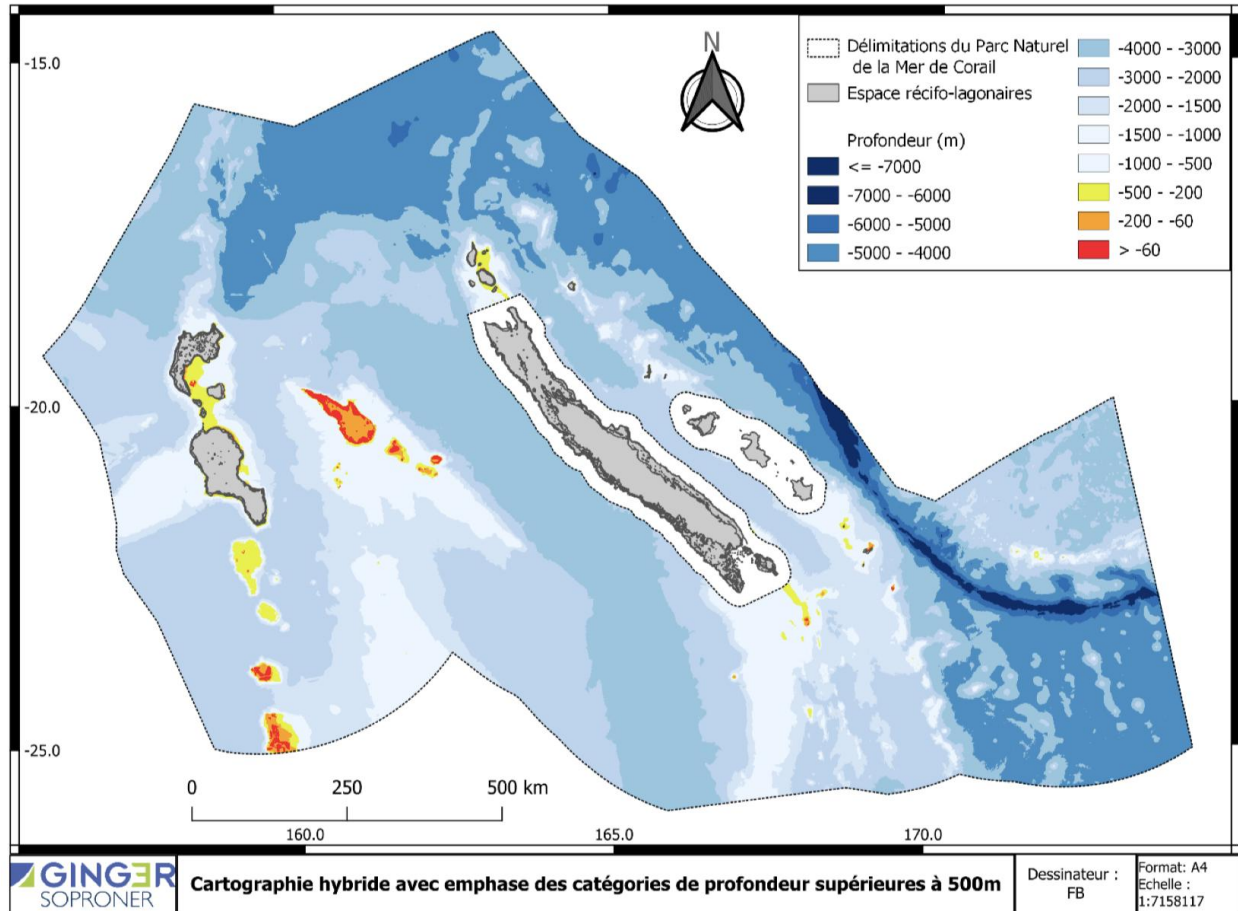 N
-15.0
-20.0
-25.0
Délimitations du Parc Naturel
de la Mer de Corail
Espace récifo-lagonaires
Profondeur (m)
<= -7000
-7000 - -6000
-6000 - -5000
-5000 - -4000
-4000 - -3000
-3000 - -2000
-2000 - -1500
-1500 - -1000
-1000 - -500
-500 - -200
-200 - -60
> -60
0 250 500 km
160.0 165.0 170.0
GINGER
SOPRONER
Cartographie hybride avec emphase des catégories de profondeur supérieures à 500m
Dessinateur :
FB
Format: A4
Echelle :
1:7158117